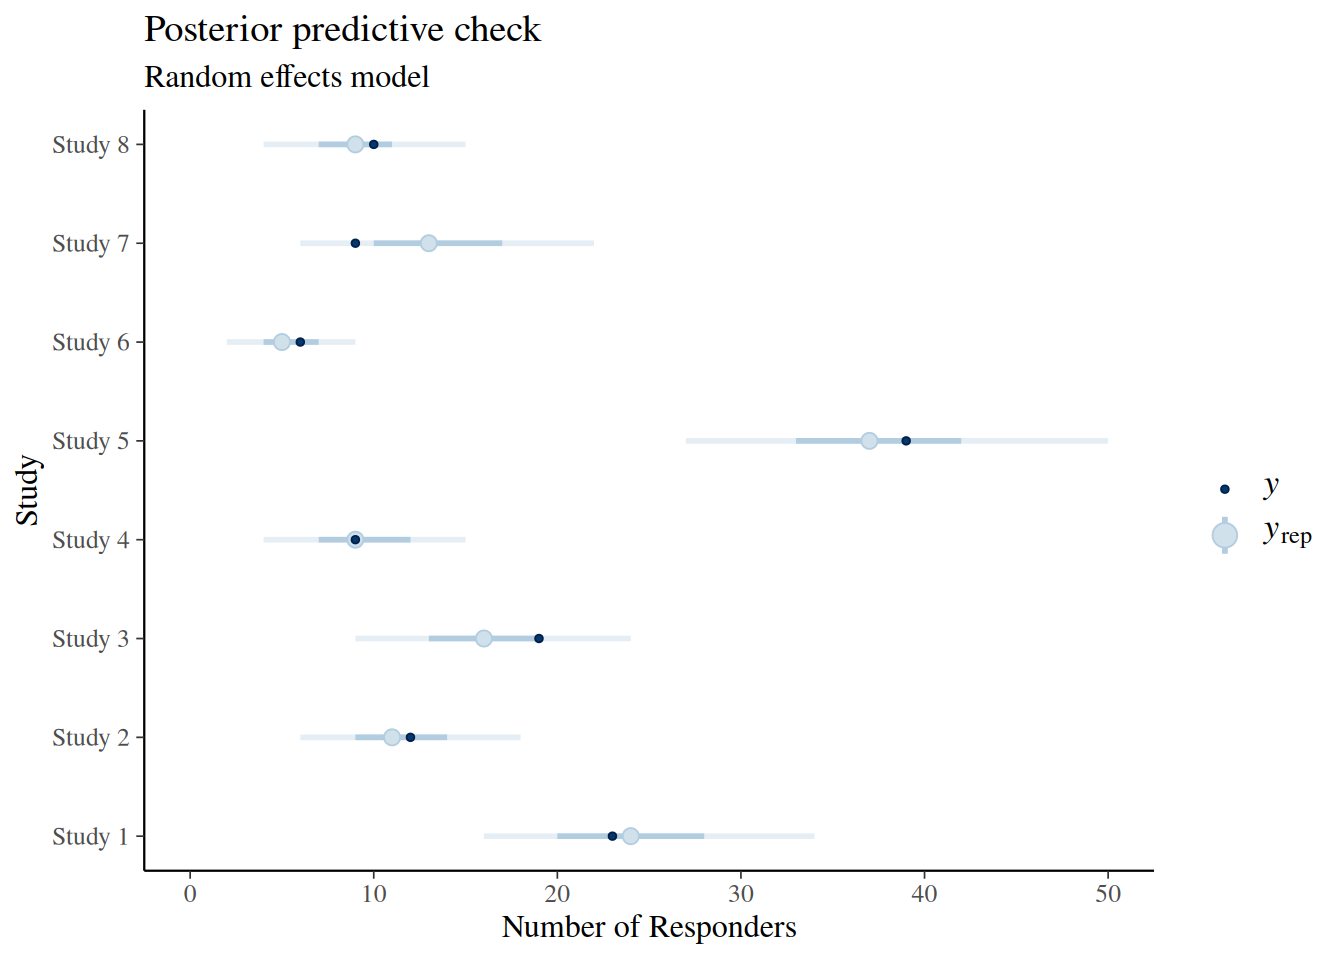 Posterior predictive check
Random effects model
Study 8
Study 7
Study 6
Study 5
Study 4
Study 3
Study 2
Study 1
Study
0 10 20 30 40 50
Number of Responders
y
yrep